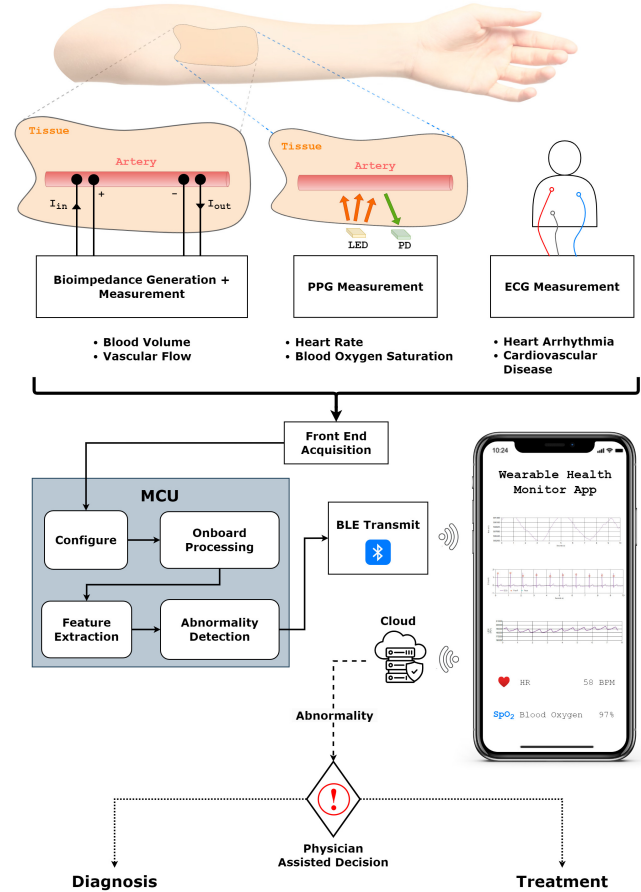 Tissue
Artery
I_in
+
−
I_out
Tissue
Artery
LED
PD
Bioimpedance Generation +
Measurement
PPG Measurement
ECG Measurement
• Blood Volume
• Vascular Flow
• Heart Rate
• Blood Oxygen Saturation
• Heart Arrhythmia
• Cardiovascular
Disease
Front End
Acquisition
MCU
Configure
Onboard
Processing
Feature
Extraction
Abnormality
Detection
BLE Transmit
Cloud
10:24
Wearable Health
Monitor App
HR 58 BPM
SpO₂ Blood Oxygen 97%
Abnormality
!
Physician
Assisted Decision
Diagnosis
Treatment